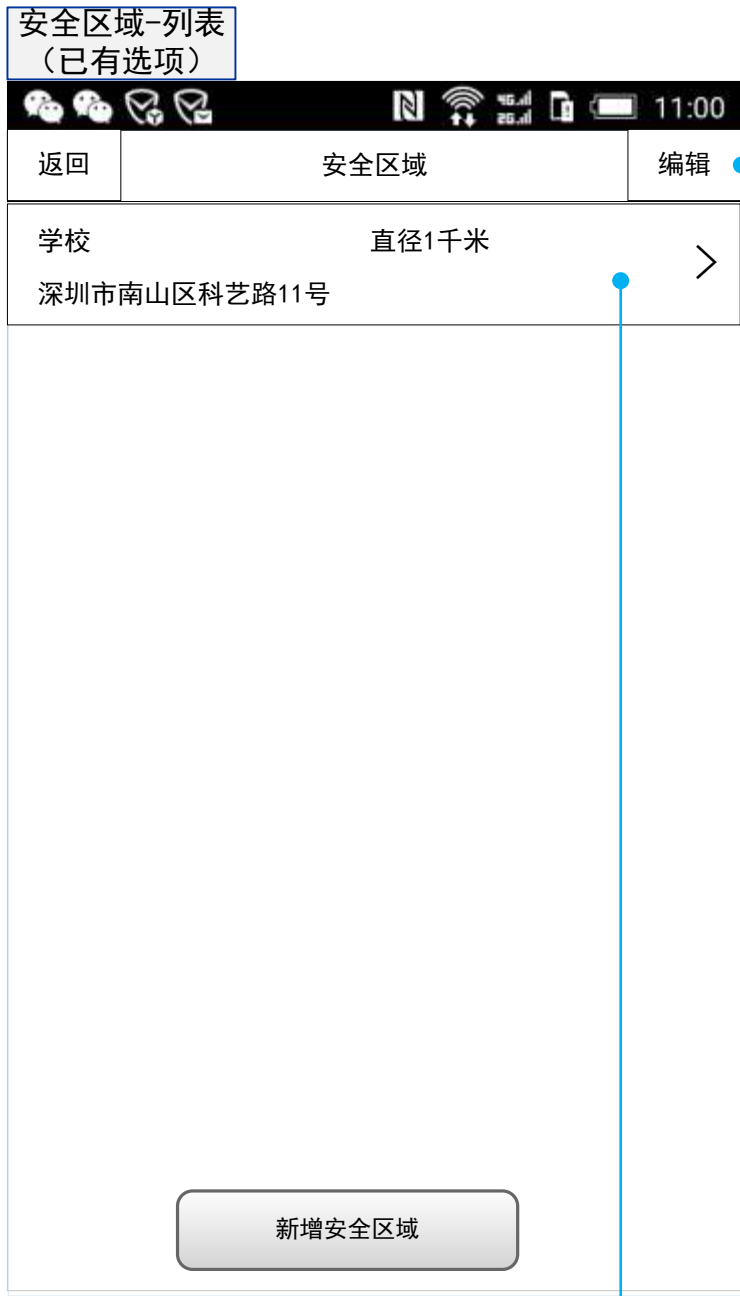 安全区域-列表
（已有选项）
4G 2G 11:00
返回 安全区域 编辑
学校 直径1千米
深圳市南山区科艺路11号
新增安全区域